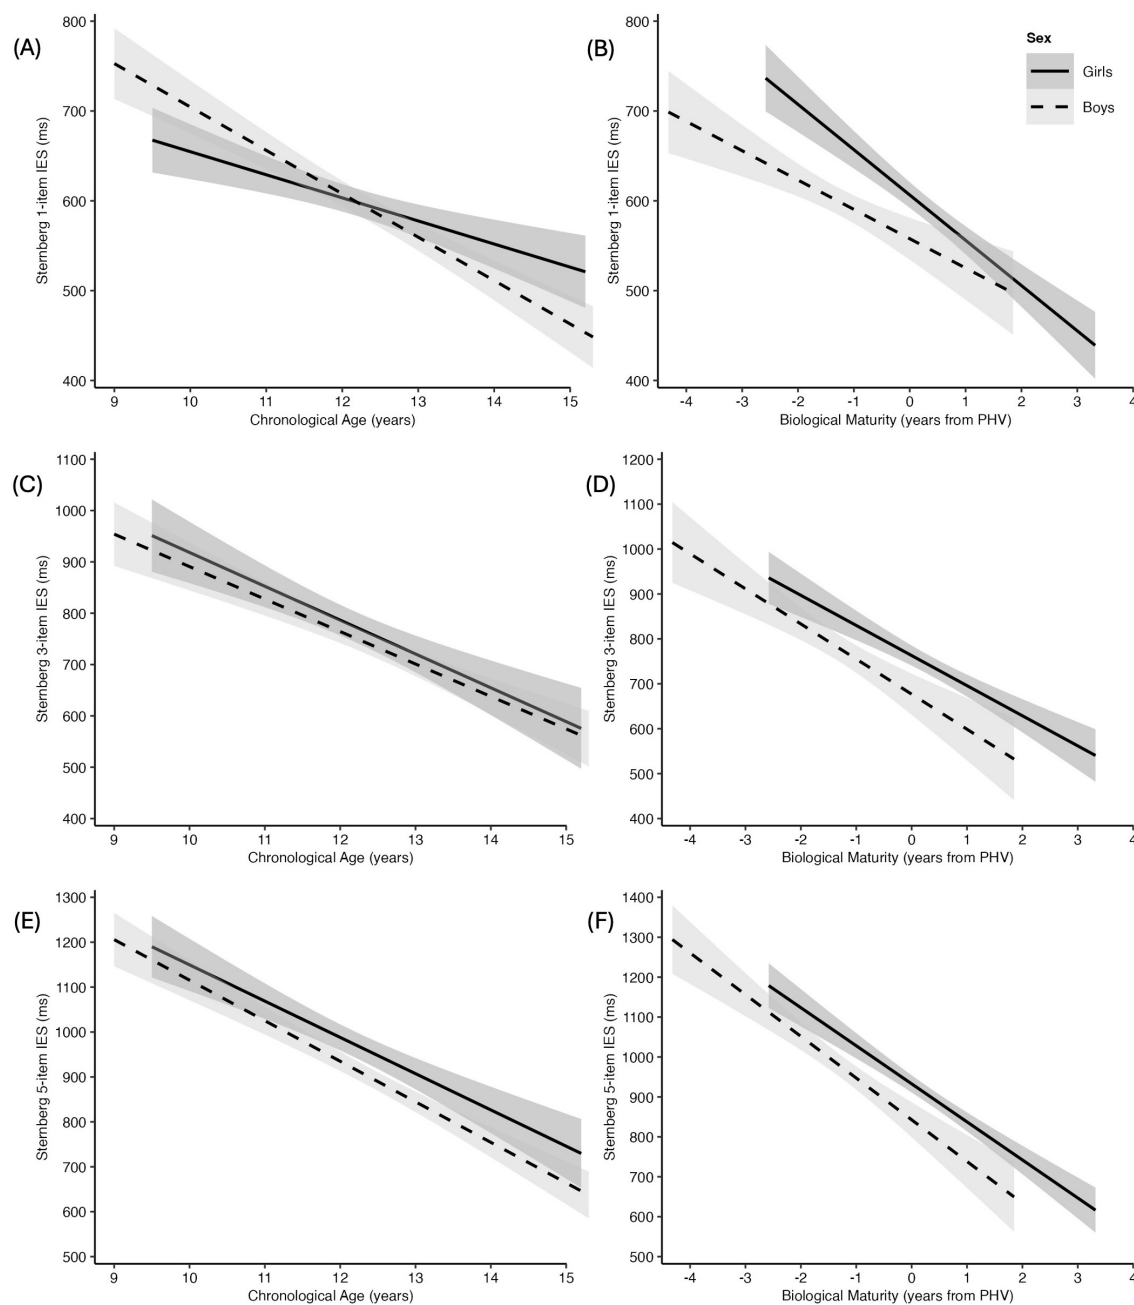 (A)
Sternberg 1-item IES (ms)
800
700
600
500
400
9 10 11 12 13 14 15
Chronological Age (years)
(B)
Sternberg 1-item IES (ms)
800
700
600
500
400
-4 -3 -2 -1 0 1 2 3 4
Biological Maturity (years from PHV)
Sex
Girls
Boys
(C)
Sternberg 3-item IES (ms)
1100
1000
900
800
700
600
500
400
9 10 11 12 13 14 15
Chronological Age (years)
(D)
Sternberg 3-item IES (ms)
1200
1100
1000
900
800
700
600
500
400
-4 -3 -2 -1 0 1 2 3 4
Biological Maturity (years from PHV)
(E)
Sternberg 5-item IES (ms)
1300
1200
1100
1000
900
800
700
600
500
9 10 11 12 13 14 15
Chronological Age (years)
(F)
Sternberg 5-item IES (ms)
1400
1300
1200
1100
1000
900
800
700
600
500
-4 -3 -2 -1 0 1 2 3 4
Biological Maturity (years from PHV)